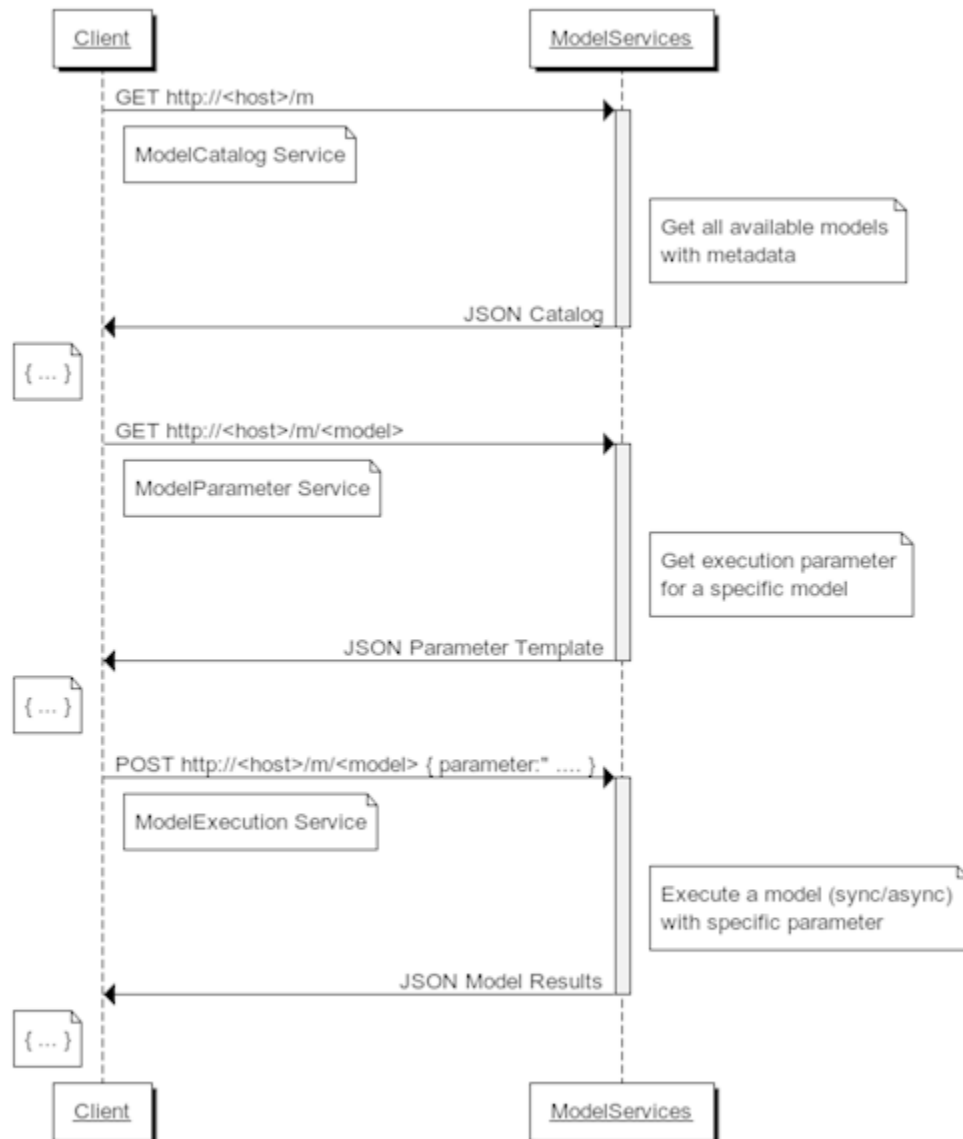 Client
ModelServices
GET http://<host>/m
ModelCatalog Service
Get all available models
with metadata
JSON Catalog
{ ... }
GET http://<host>/m/<model>
ModelParameter Service
Get execution parameter
for a specific model
JSON Parameter Template
{ ... }
POST http://<host>/m/<model> { parameter:" .... }
ModelExecution Service
Execute a model (sync/async)
with specific parameter
JSON Model Results
{ ... }
Client
ModelServices